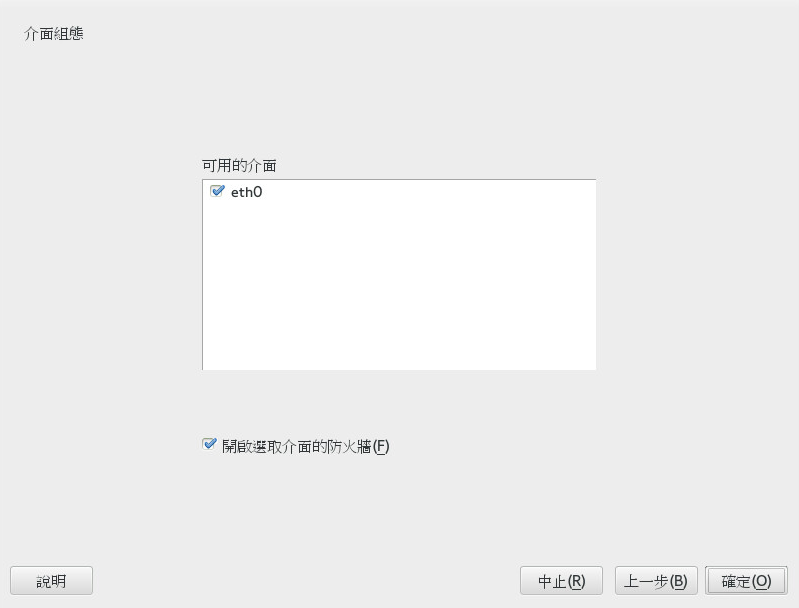 介面組態
可用的介面
eth0
開啟選取介面的防火牆(F)
說明
中止(R)
上一步(B)
確定(O)